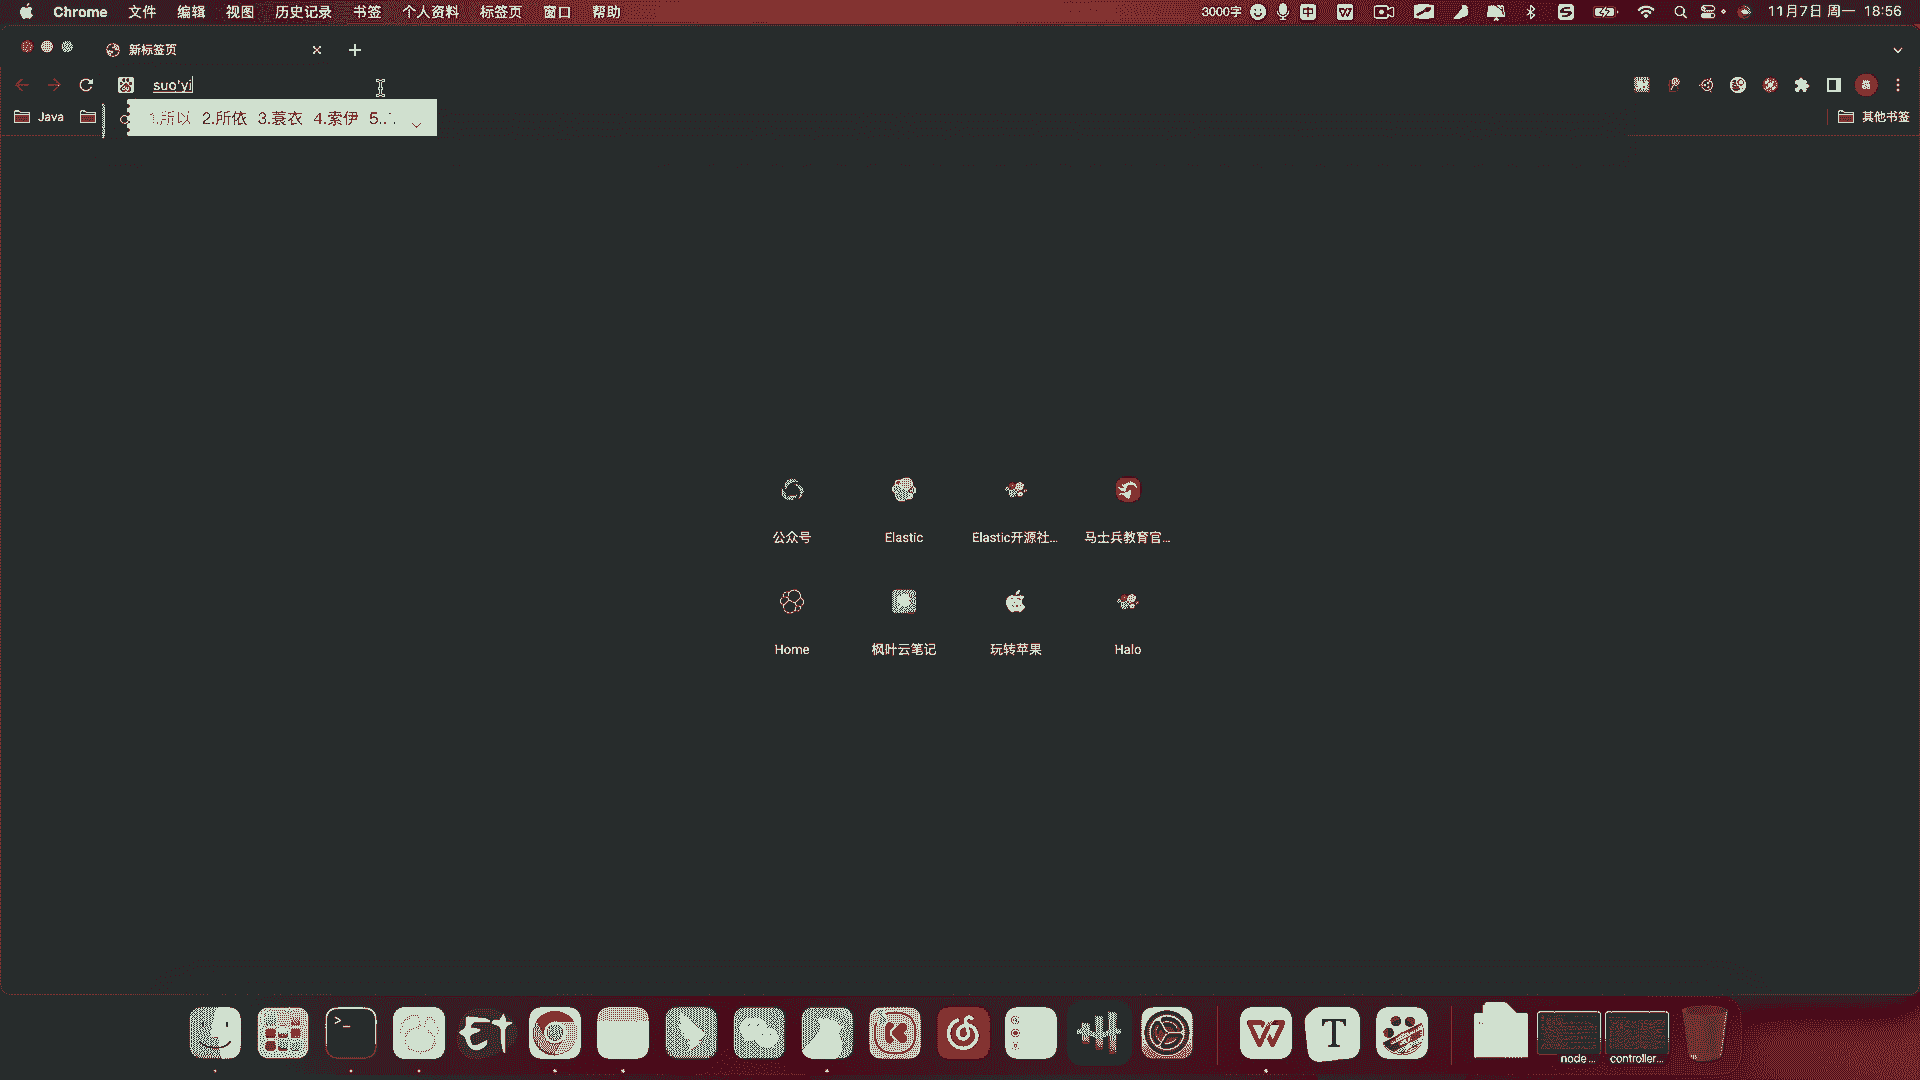 Chrome 文件 编辑 视图 历史记录 书签 个人资料 标签页 窗口 帮助 3000字 中 11月7日 周一 18:56
新标签页
suo'yi
Java 1.所以 2.所依 3.蓑衣 4.索伊 5. 其他书签
公众号 Elastic Elastic开源社... 马士兵教育官...
Home 枫叶云笔记 玩转苹果 Halo
node... controller...